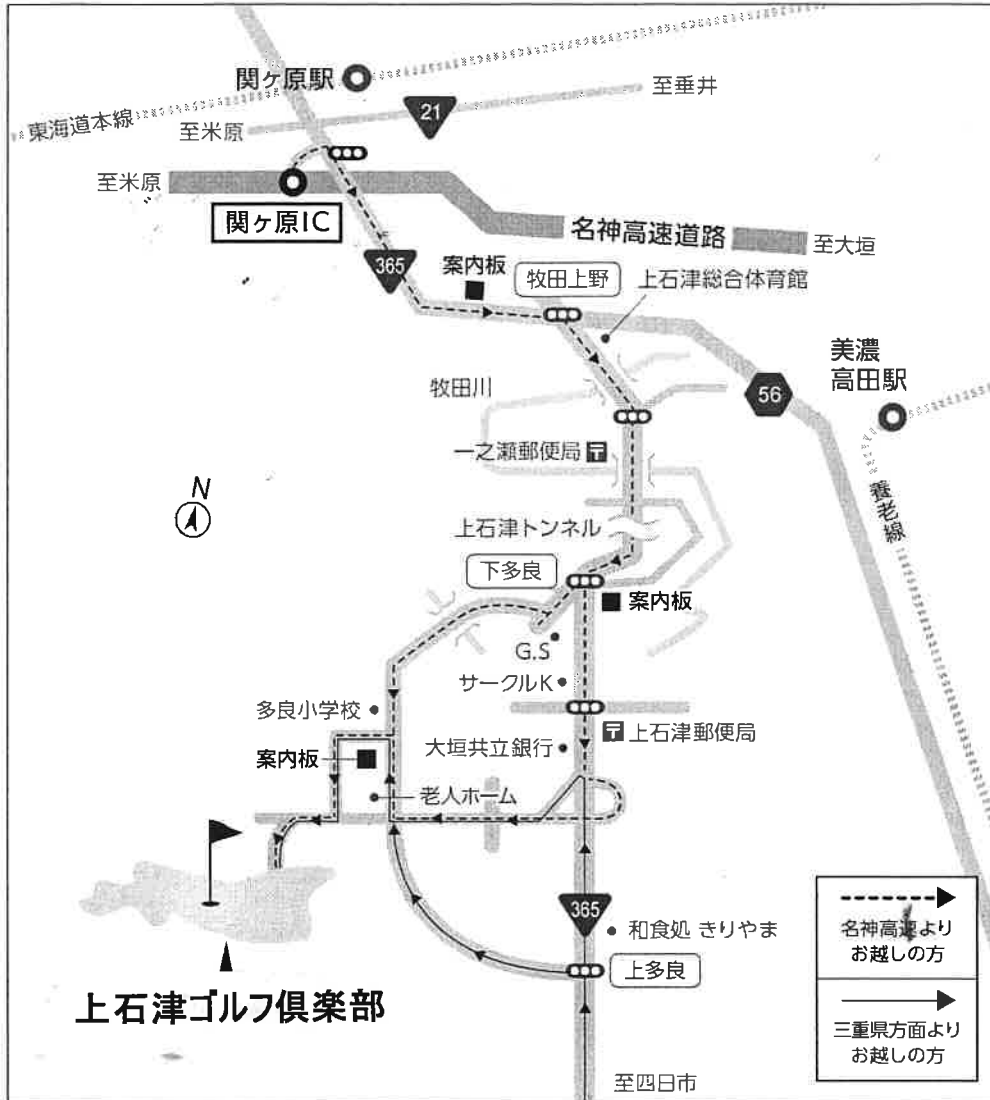 関ヶ原駅
東海道本線
至米原
21
至垂井
至米原
関ヶ原IC
名神高速道路
至大垣
365
案内板
牧田上野
上石津総合体育館
美濃
高田駅
56
牧田川
一之瀬郵便局 〒
養老線
N
上石津トンネル
下多良
案内板
G.S
サークルK
多良小学校
〒 上石津郵便局
大垣共立銀行
案内板
老人ホーム
365
和食処 きりやま
上多良
上石津ゴルフ倶楽部
至四日市
名神高速より
お越しの方
三重県方面より
お越しの方